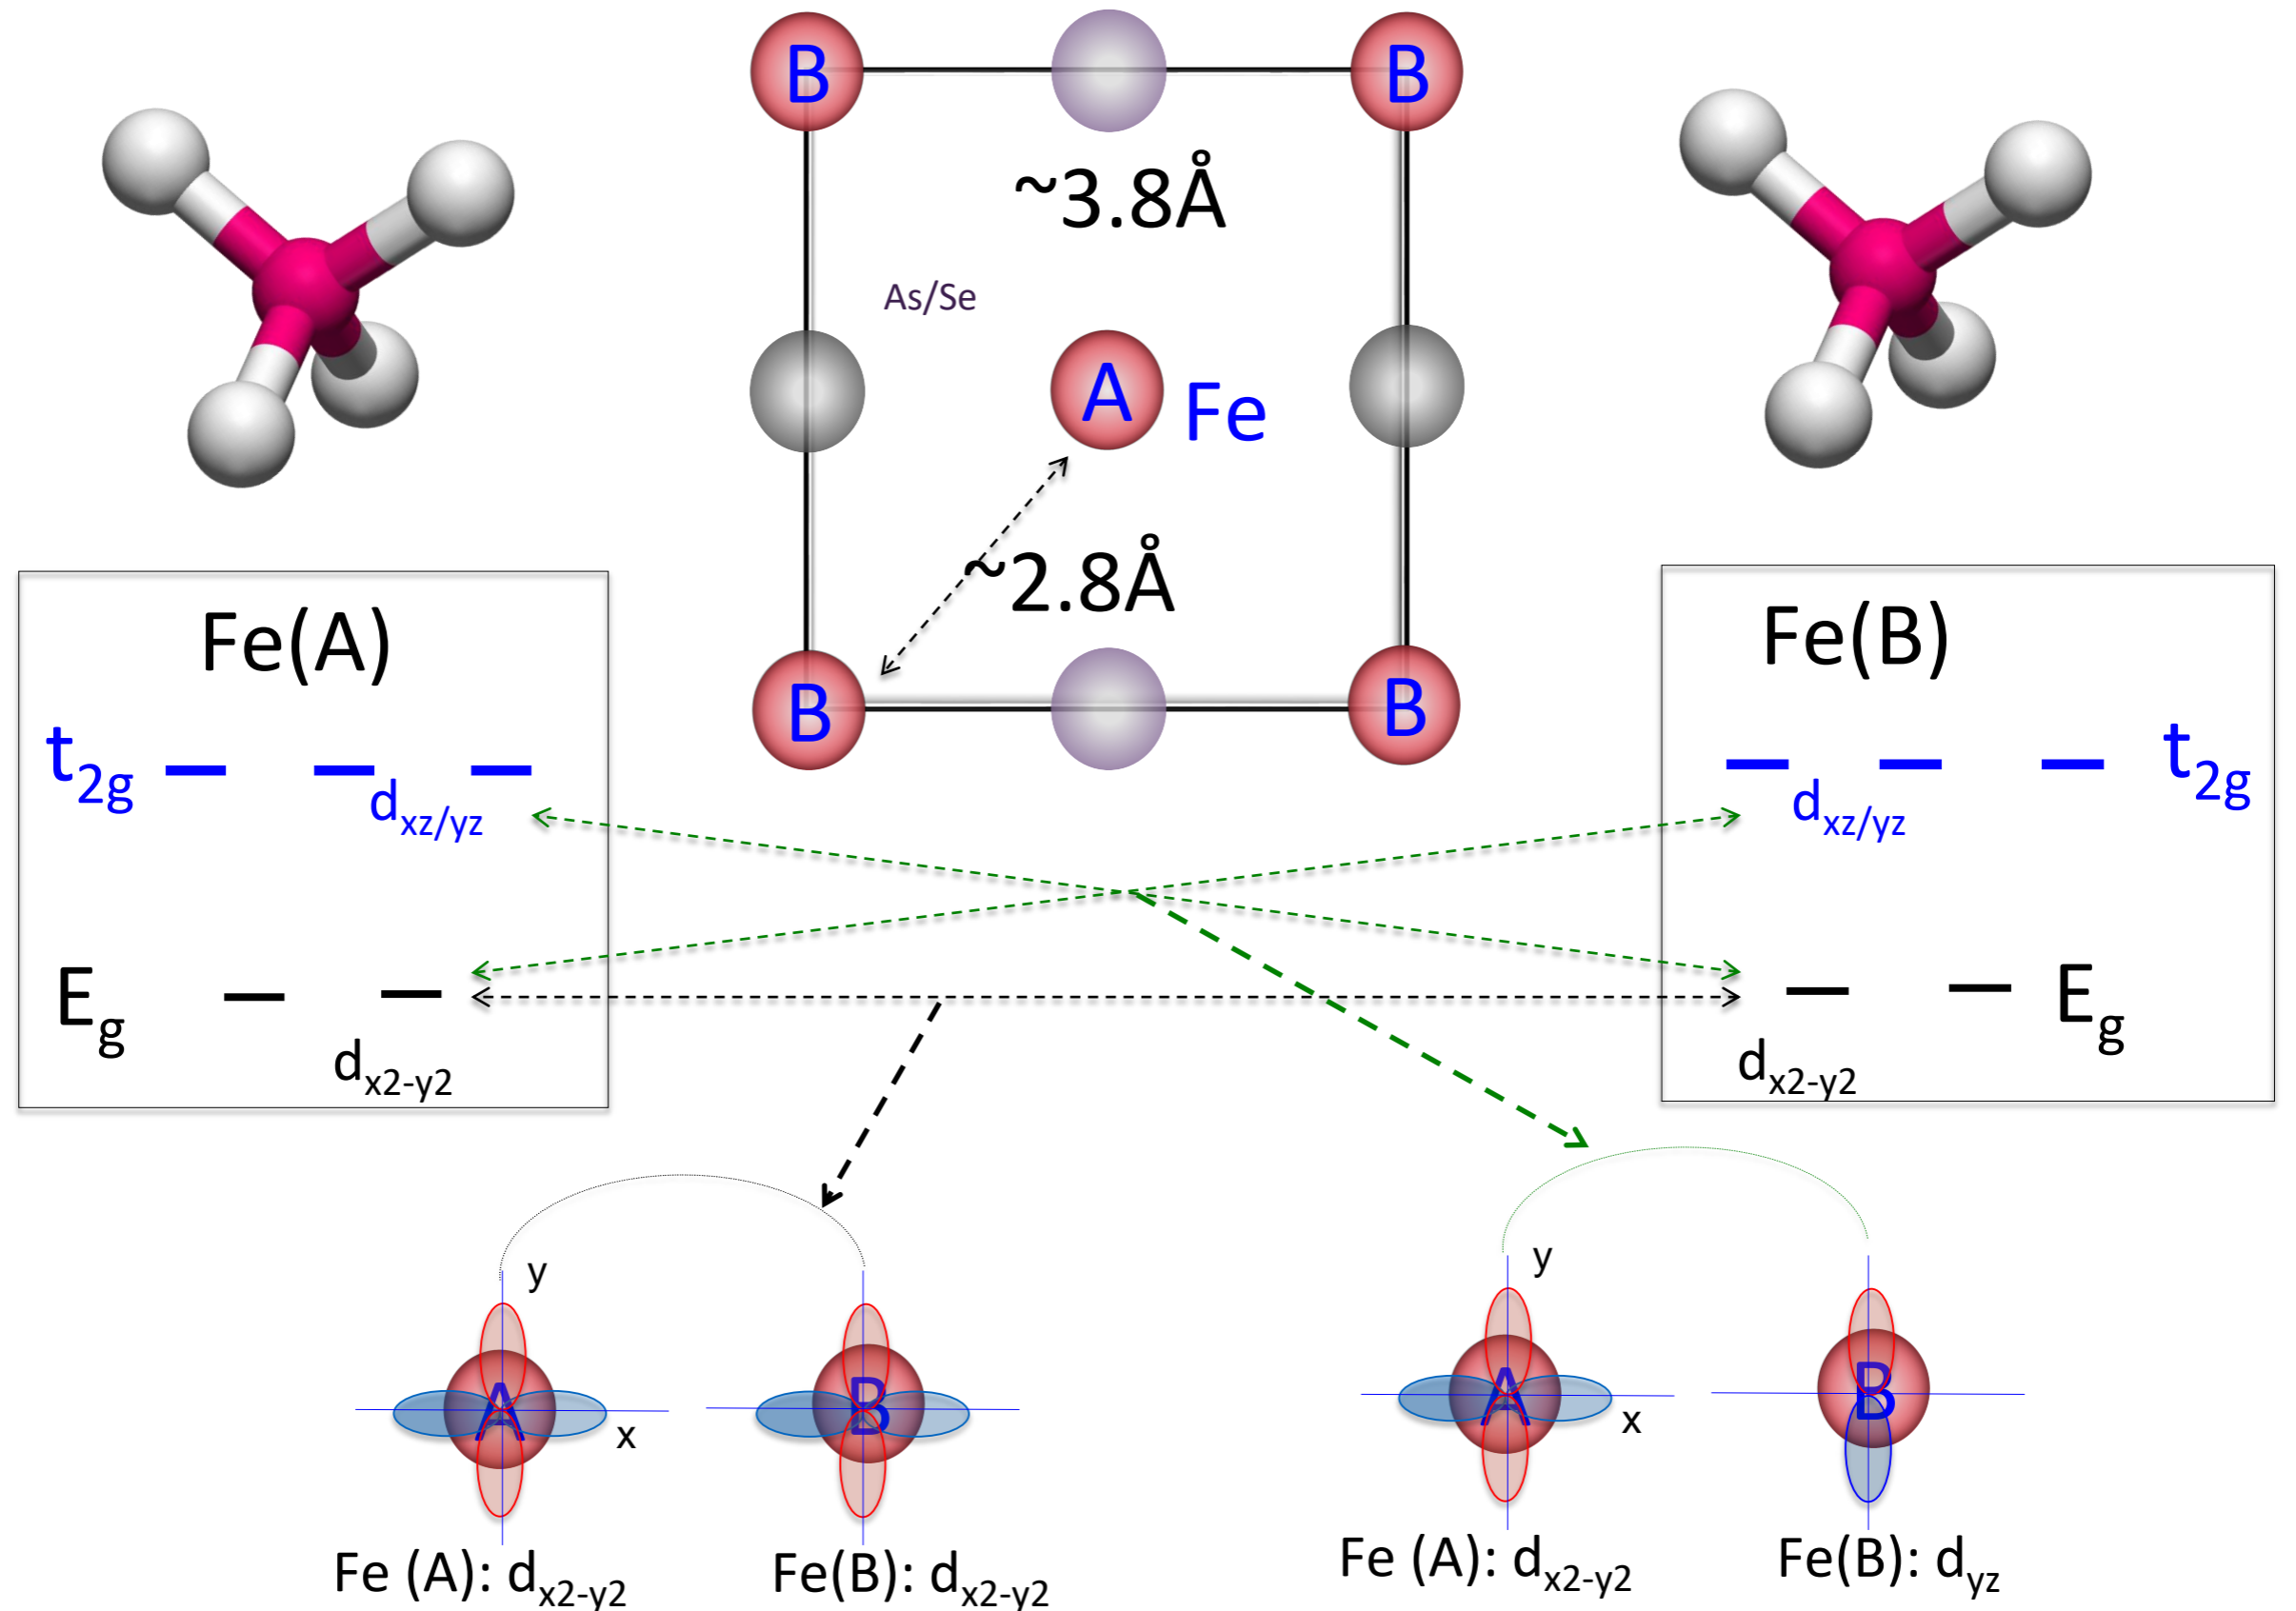 B B
~3.8Å
As/Se
A Fe
~2.8Å
B B
Fe(A)
t2g
dxz/yz
Eg
dx2-y2
Fe(B)
t2g
dxz/yz
Eg
dx2-y2
y
A B
x
Fe (A): dx2-y2 Fe(B): dx2-y2
y
A B
x
Fe (A): dx2-y2 Fe(B): dyz